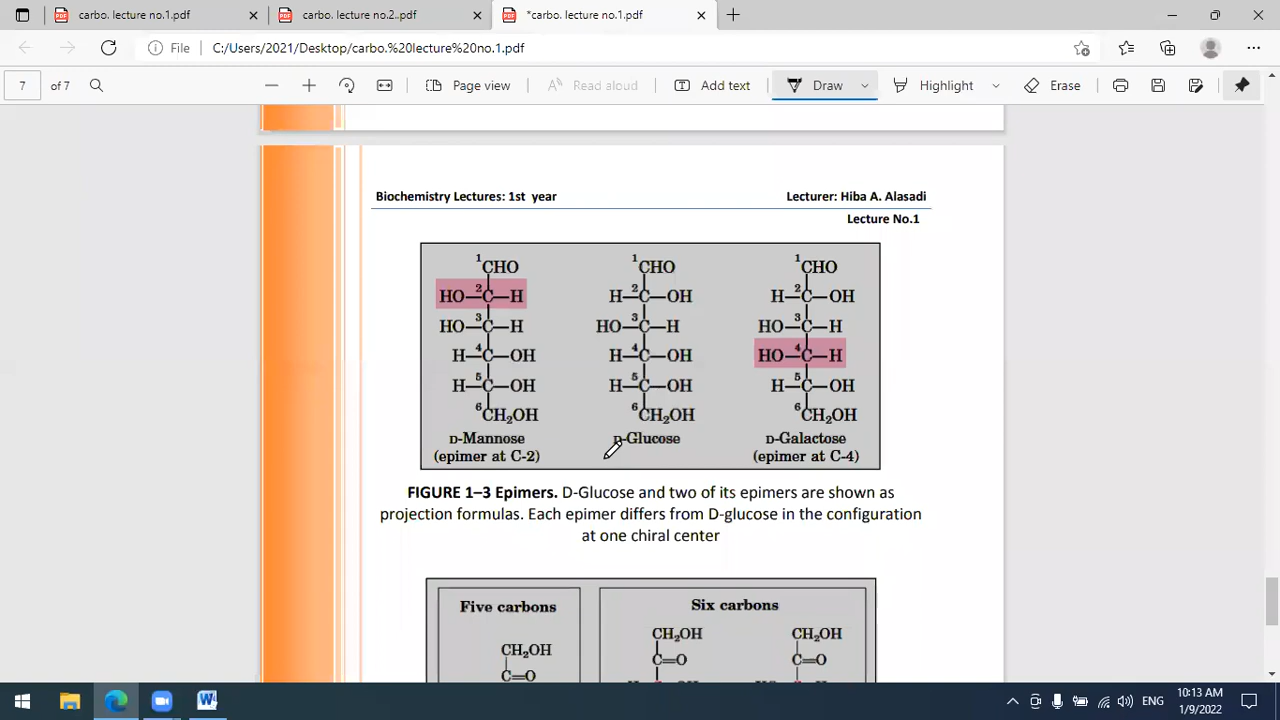 carbo. lecture no.1.pdf
carbo. lecture no.2..pdf
*carbo. lecture no.1.pdf
File C:/Users/2021/Desktop/carbo.%20lecture%20no.1.pdf
7 of 7 Page view Read aloud Add text Draw Highlight Erase
Biochemistry Lectures: 1st year Lecturer: Hiba A. Alasadi
Lecture No.1
1CHO 1CHO 1CHO
HO—2C—H H—2C—OH H—2C—OH
HO—3C—H HO—3C—H HO—3C—H
H—4C—OH H—4C—OH HO—4C—H
H—5C—OH H—5C—OH H—5C—OH
6CH2OH 6CH2OH 6CH2OH
D-Mannose D-Glucose D-Galactose
(epimer at C-2) (epimer at C-4)
FIGURE 1–3 Epimers. D-Glucose and two of its epimers are shown as
projection formulas. Each epimer differs from D-glucose in the configuration
at one chiral center
Five carbons Six carbons
CH2OH CH2OH CH2OH
C=O C=O C=O
ENG 10:13 AM
1/9/2022